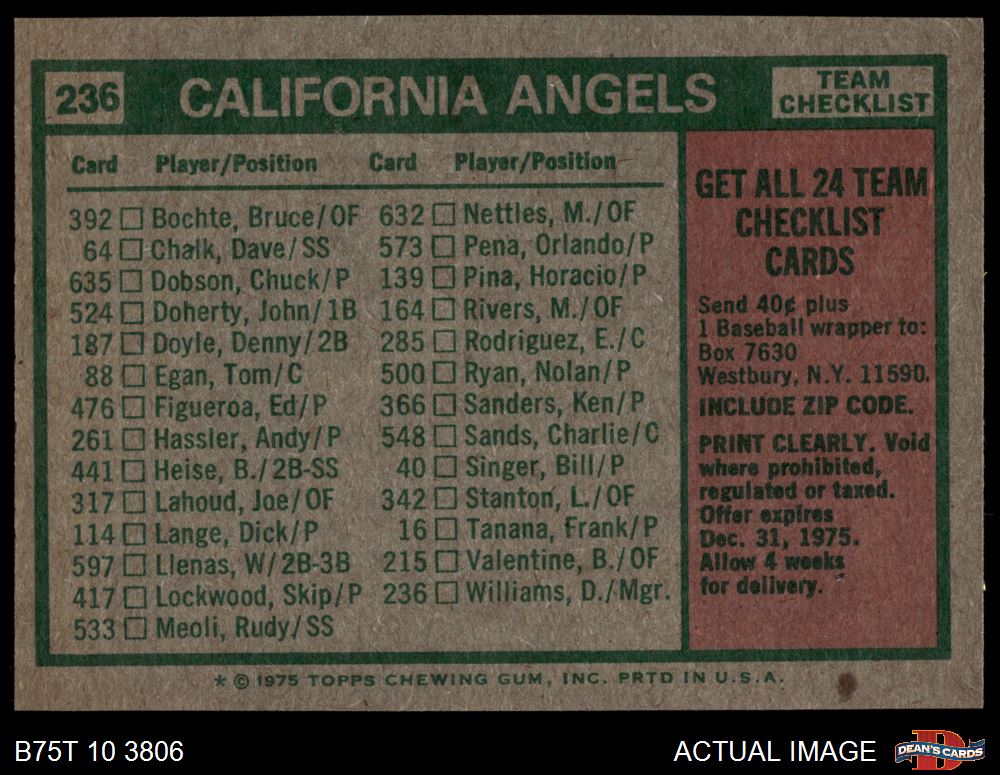 236
CALIFORNIA ANGELS
TEAM
CHECKLIST
Card Player/Position Card Player/Position
392 □ Bochte, Bruce/OF 632 □ Nettles, M./OF
64 □ Chalk, Dave/SS 573 □ Pena, Orlando/P
635 □ Dobson, Chuck/P 139 □ Pina, Horacio/P
524 □ Doherty, John/1B 164 □ Rivers, M./OF
187 □ Doyle, Denny/2B 285 □ Rodriguez, E./C
88 □ Egan, Tom/C 500 □ Ryan, Nolan/P
476 □ Figueroa, Ed/P 366 □ Sanders, Ken/P
261 □ Hassler, Andy/P 548 □ Sands, Charlie/C
441 □ Heise, B./2B-SS 40 □ Singer, Bill/P
317 □ Lahoud, Joe/OF 342 □ Stanton, L./OF
114 □ Lange, Dick/P 16 □ Tanana, Frank/P
597 □ Llenas, W/2B-3B 215 □ Valentine, B./OF
417 □ Lockwood, Skip/P 236 □ Williams, D./Mgr.
533 □ Meoli, Rudy/SS
GET ALL 24 TEAM
CHECKLIST
CARDS
Send 40¢ plus
1 Baseball wrapper to:
Box 7630
Westbury, N.Y. 11590.
INCLUDE ZIP CODE.
PRINT CLEARLY. Void
where prohibited,
regulated or taxed.
Offer expires
Dec. 31, 1975.
Allow 4 weeks
for delivery.
* © 1975 TOPPS CHEWING GUM, INC. PRTD IN U.S.A.
B75T 10 3806
ACTUAL IMAGE
D
DEAN'S CARDS